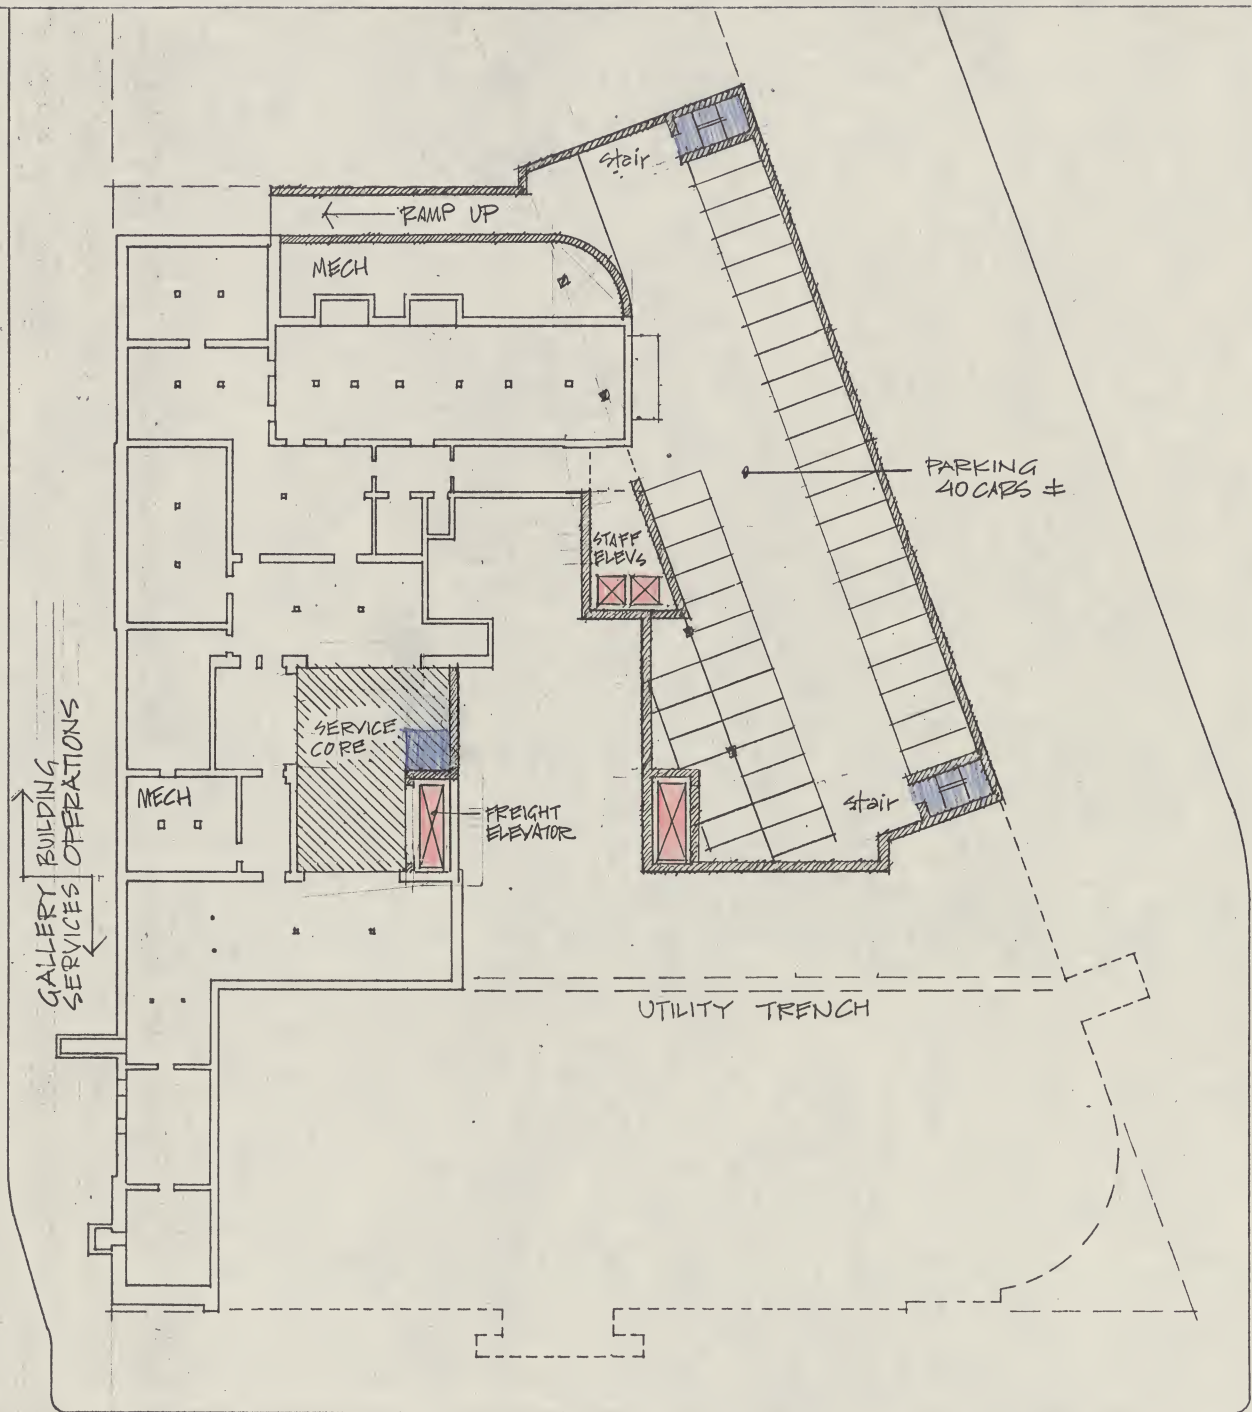 stair
← RAMP UP
MECH
PARKING
40 CARS ±
STAFF
ELEVS
SERVICE
CORE
MECH
FREIGHT
ELEVATOR
stair
BUILDING
OPERATIONS
GALLERY
SERVICES
UTILITY TRENCH